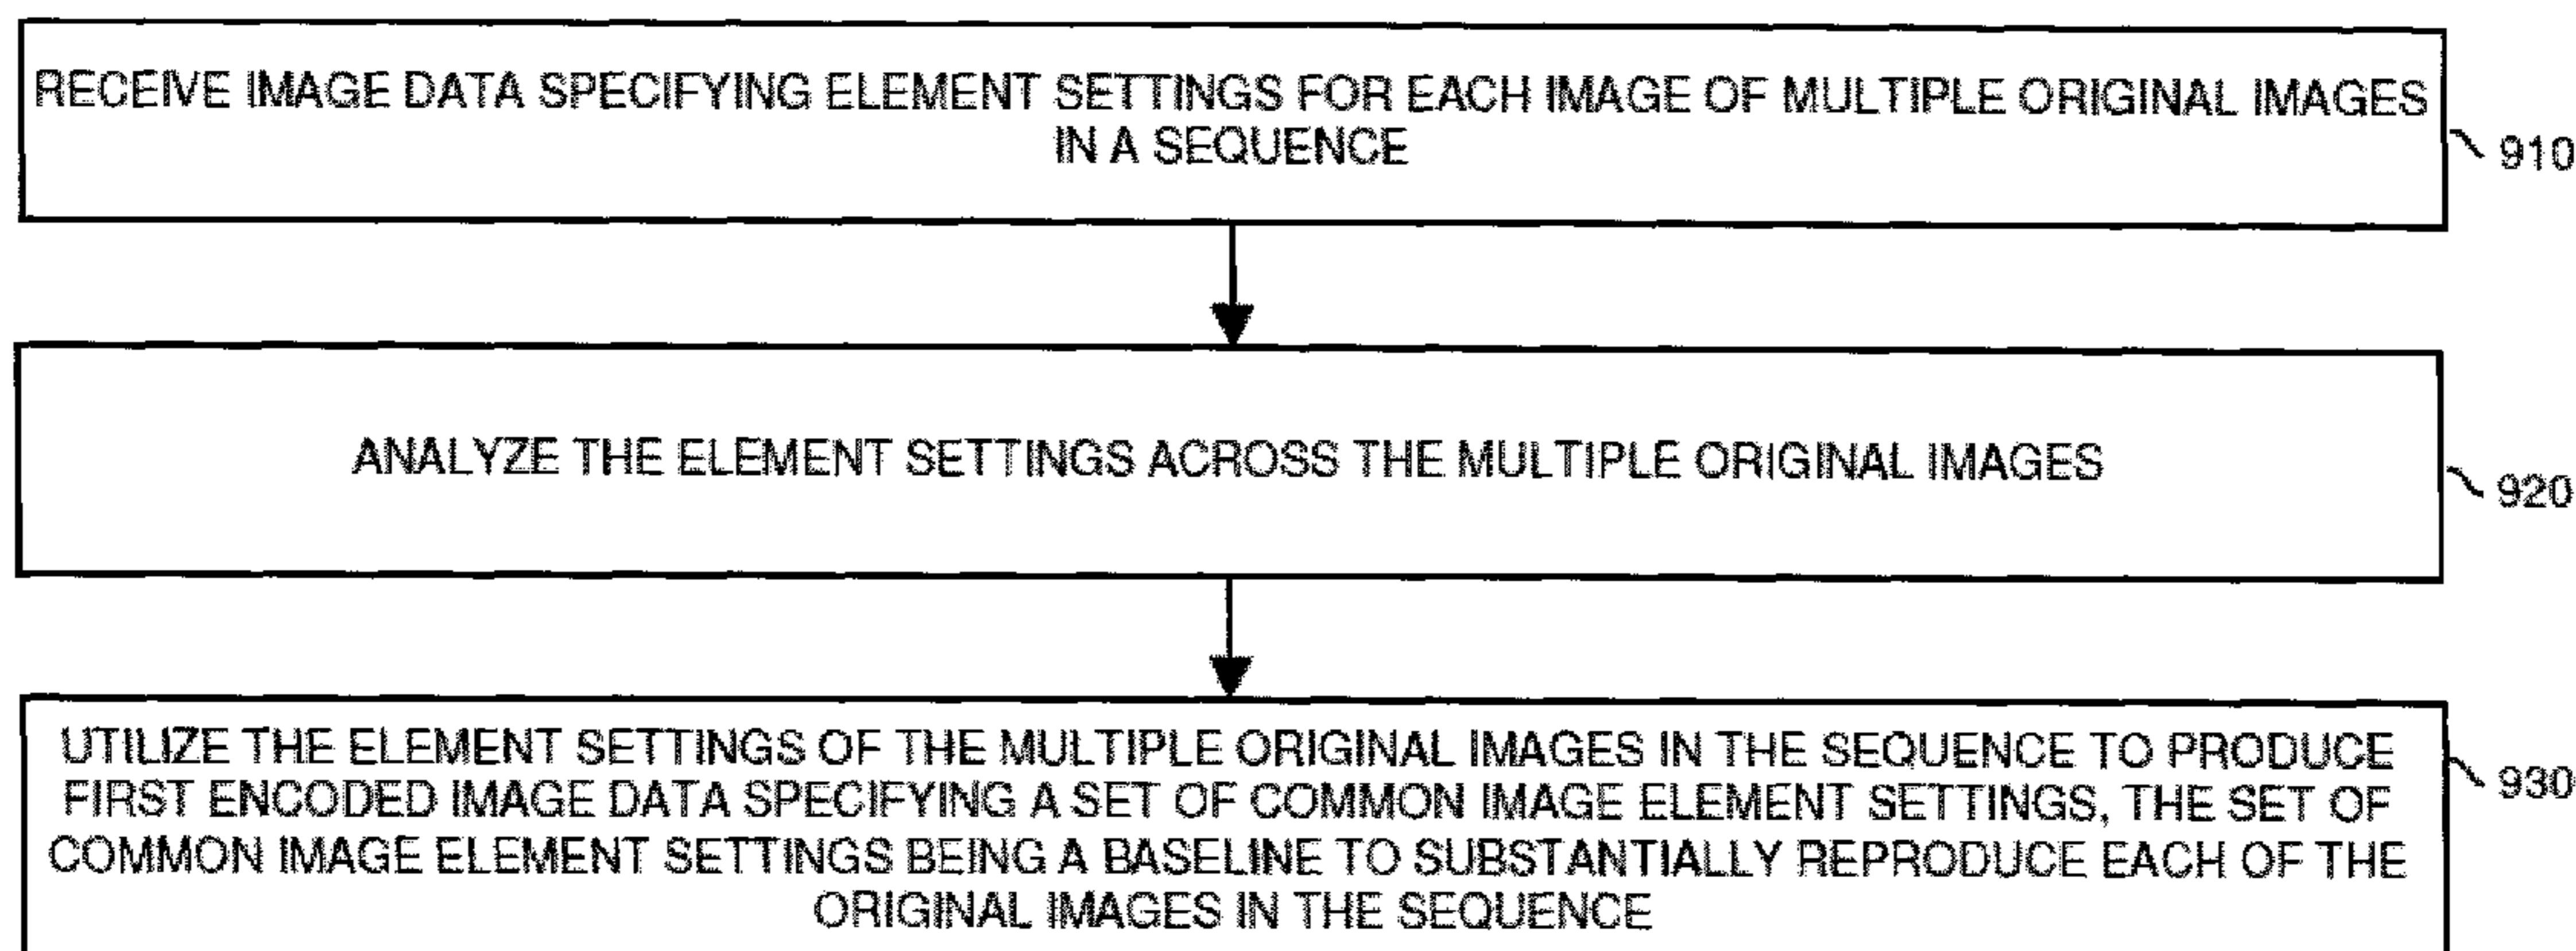 RECEIVE IMAGE DATA SPECIFYING ELEMENT SETTINGS FOR EACH IMAGE OF MULTIPLE ORIGINAL IMAGES
IN A SEQUENCE
910
ANALYZE THE ELEMENT SETTINGS ACROSS THE MULTIPLE ORIGINAL IMAGES
920
UTILIZE THE ELEMENT SETTINGS OF THE MULTIPLE ORIGINAL IMAGES IN THE SEQUENCE TO PRODUCE
FIRST ENCODED IMAGE DATA SPECIFYING A SET OF COMMON IMAGE ELEMENT SETTINGS, THE SET OF
COMMON IMAGE ELEMENT SETTINGS BEING A BASELINE TO SUBSTANTIALLY REPRODUCE EACH OF THE
ORIGINAL IMAGES IN THE SEQUENCE
930